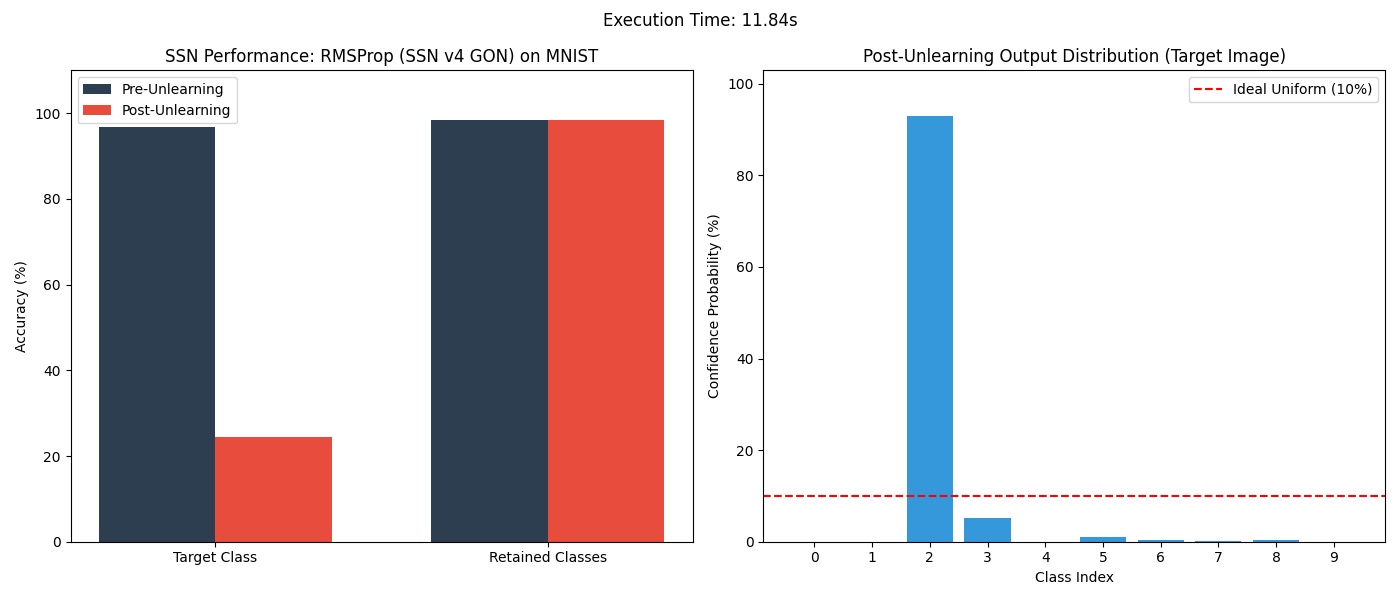 Execution Time: 11.84s
SSN Performance: RMSProp (SSN v4 GON) on MNIST
Pre-Unlearning
Post-Unlearning
Accuracy (%)
100
80
60
40
20
0
Target Class
Retained Classes
Post-Unlearning Output Distribution (Target Image)
Ideal Uniform (10%)
Confidence Probability (%)
100
80
60
40
20
0
0 1 2 3 4 5 6 7 8 9
Class Index